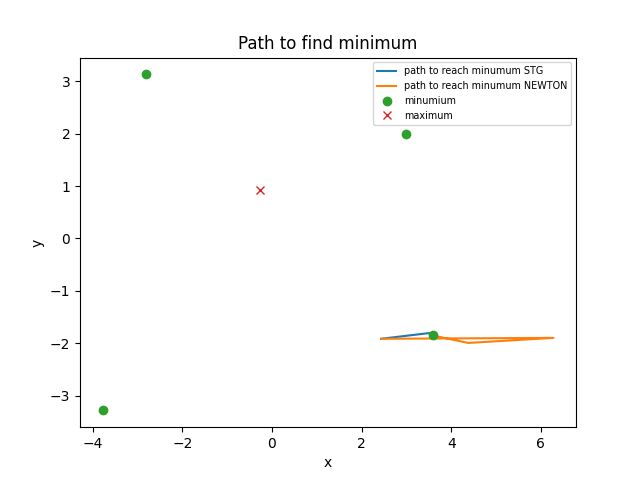 Path to find minimum
path to reach minumum STG
path to reach minumum NEWTON
minumium
maximum
3
2
1
0
−1
−2
−3
y
−4
−2
0
2
4
6
x